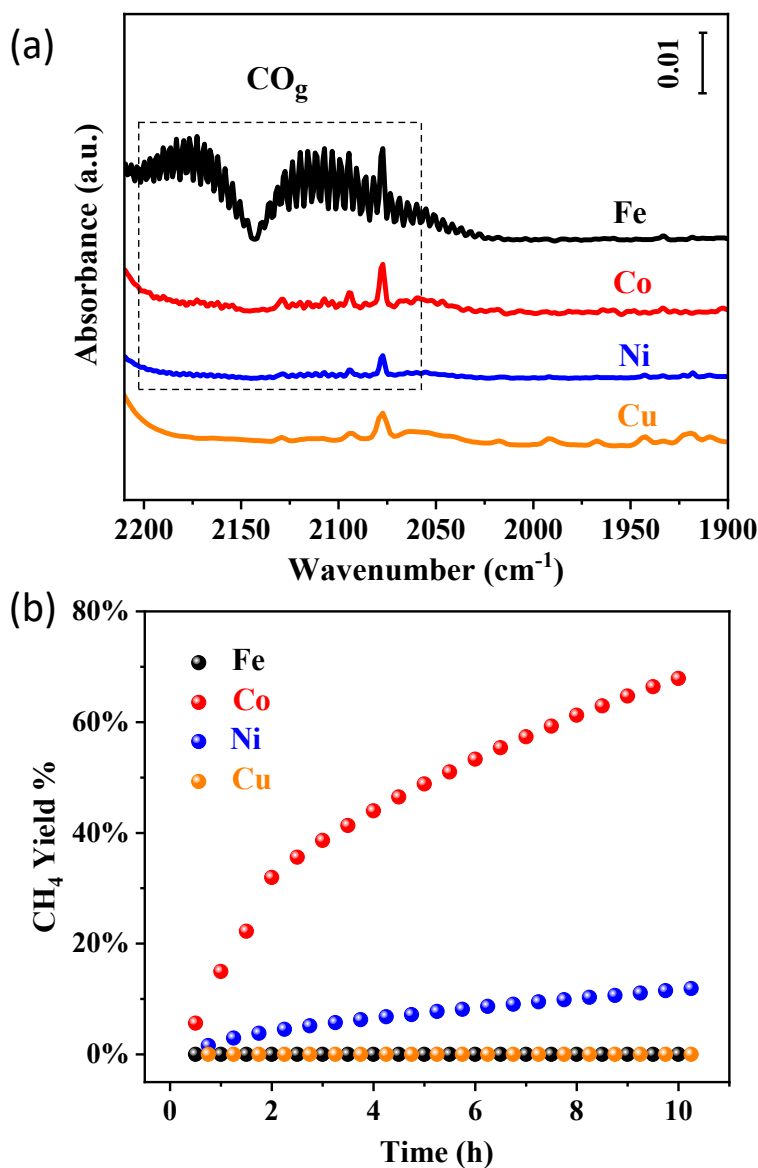 (a)
CO_g
0.01
Fe
Co
Ni
Cu
Absorbance (a.u.)
2200 2150 2100 2050 2000 1950 1900
Wavenumber (cm⁻¹)
(b)
80%
60%
40%
20%
0%
Fe
Co
Ni
Cu
CH₄ Yield %
0 2 4 6 8 10
Time (h)